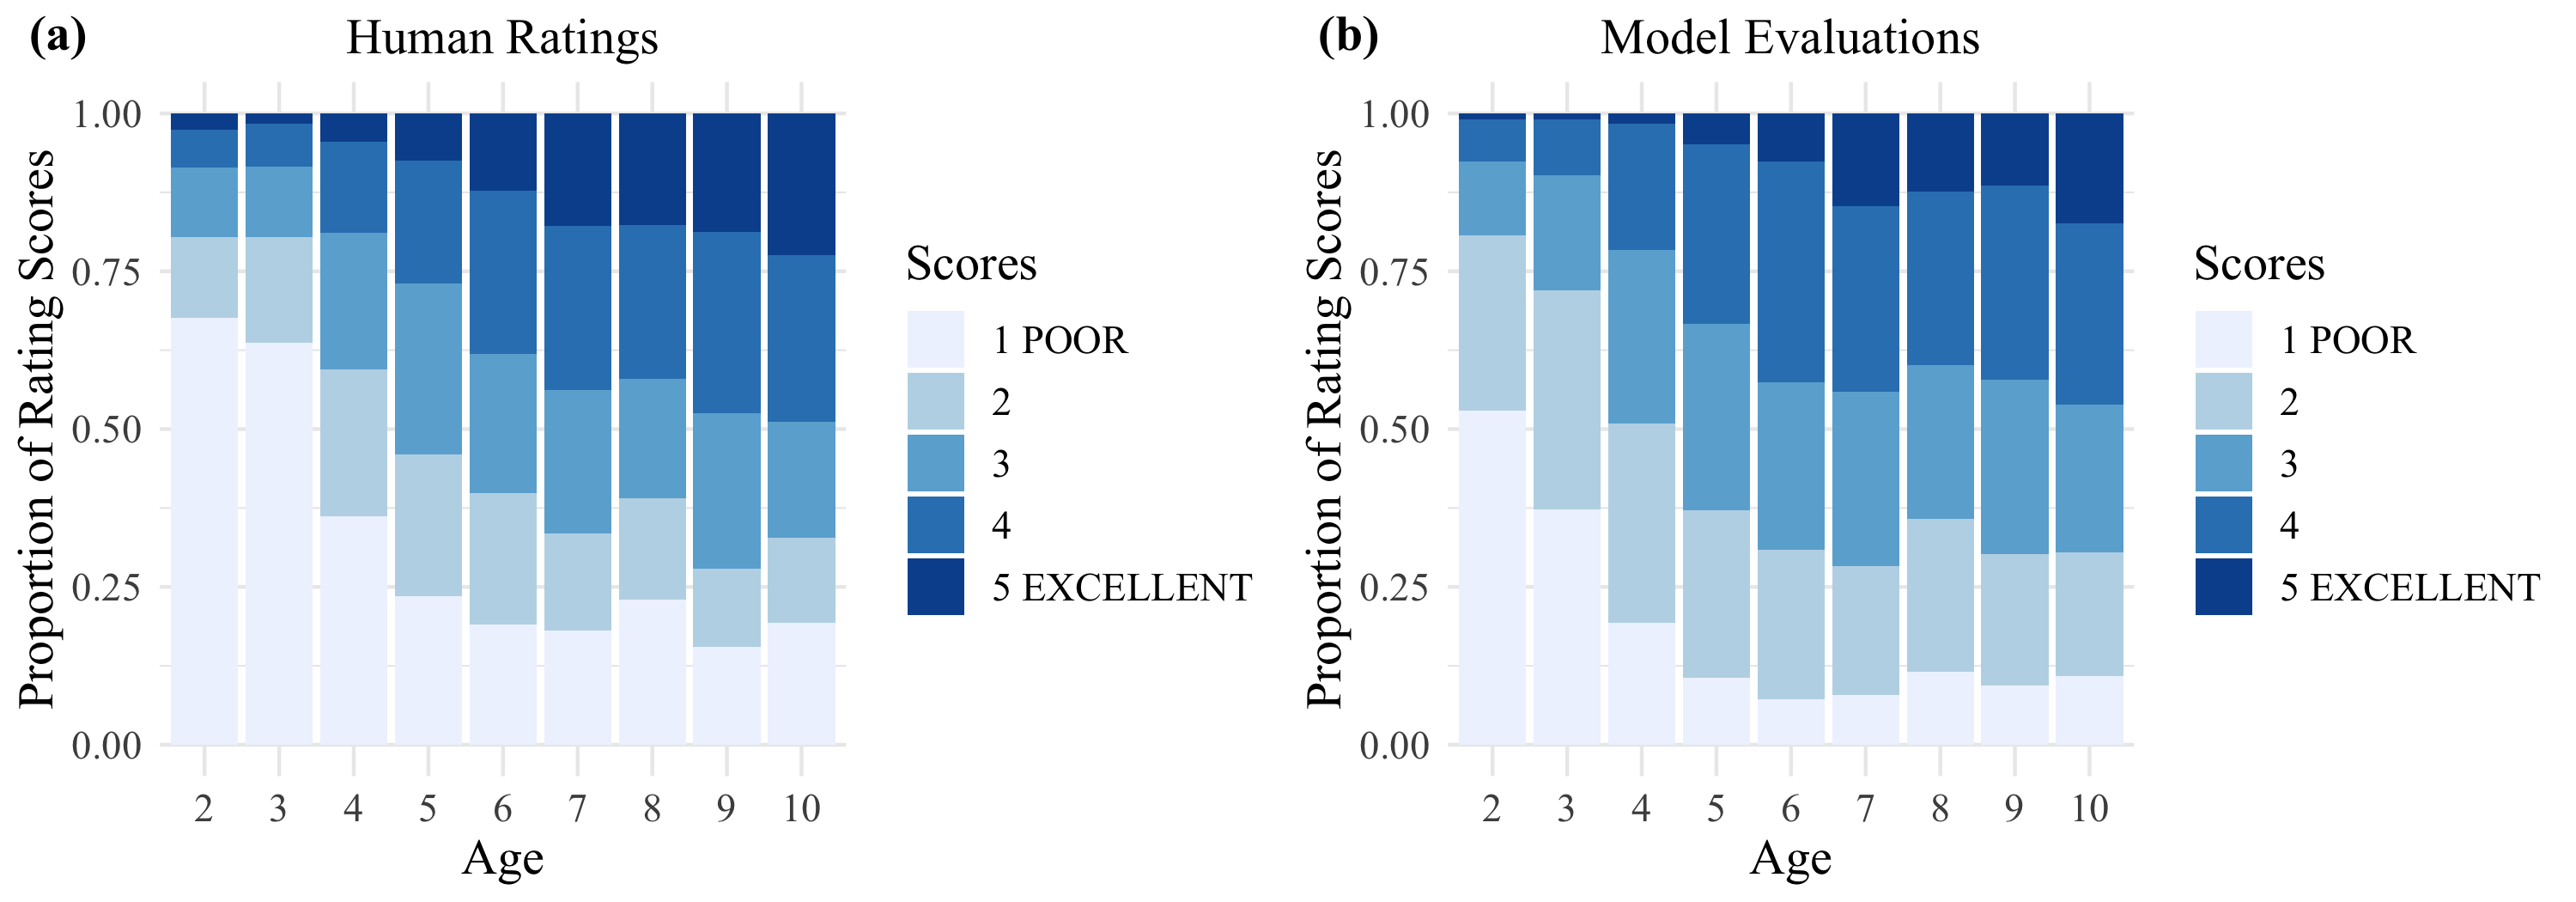 (a)
Human Ratings
Proportion of Rating Scores
1.00
0.75
0.50
0.25
0.00
2 3 4 5 6 7 8 9 10
Age
Scores
1 POOR
2
3
4
5 EXCELLENT
(b)
Model Evaluations
Proportion of Rating Scores
1.00
0.75
0.50
0.25
0.00
2 3 4 5 6 7 8 9 10
Age
Scores
1 POOR
2
3
4
5 EXCELLENT